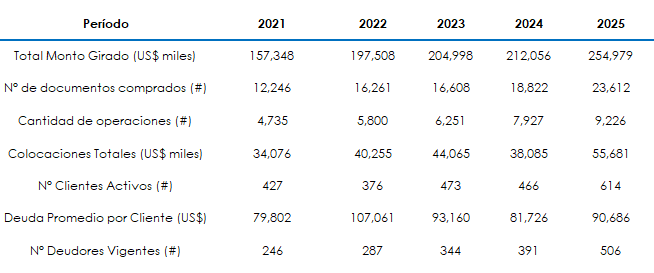 Período 2021 2022 2023 2024 2025
Total Monto Girado (US$ miles) 157,348 197,508 204,998 212,056 254,979
Nº de documentos comprados (#) 12,246 16,261 16,608 18,822 23,612
Cantidad de operaciones (#) 4,735 5,800 6,251 7,927 9,226
Colocaciones Totales (US$ miles) 34,076 40,255 44,065 38,085 55,681
Nº Clientes Activos (#) 427 376 473 466 614
Deuda Promedio por Cliente (US$) 79,802 107,061 93,160 81,726 90,686
Nº Deudores Vigentes (#) 246 287 344 391 506